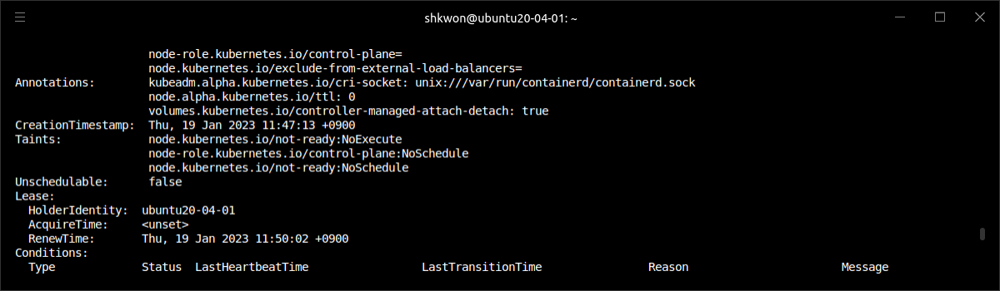 shkwon@ubuntu20-04-01: ~
node-role.kubernetes.io/control-plane=
node.kubernetes.io/exclude-from-external-load-balancers=
Annotations:        kubeadm.alpha.kubernetes.io/cri-socket: unix:///var/run/containerd/containerd.sock
node.alpha.kubernetes.io/ttl: 0
volumes.kubernetes.io/controller-managed-attach-detach: true
CreationTimestamp:  Thu, 19 Jan 2023 11:47:13 +0900
Taints:             node.kubernetes.io/not-ready:NoExecute
node-role.kubernetes.io/control-plane:NoSchedule
node.kubernetes.io/not-ready:NoSchedule
Unschedulable:      false
Lease:
HolderIdentity:  ubuntu20-04-01
AcquireTime:     <unset>
RenewTime:       Thu, 19 Jan 2023 11:50:02 +0900
Conditions:
Type             Status  LastHeartbeatTime                 LastTransitionTime                Reason                       Message